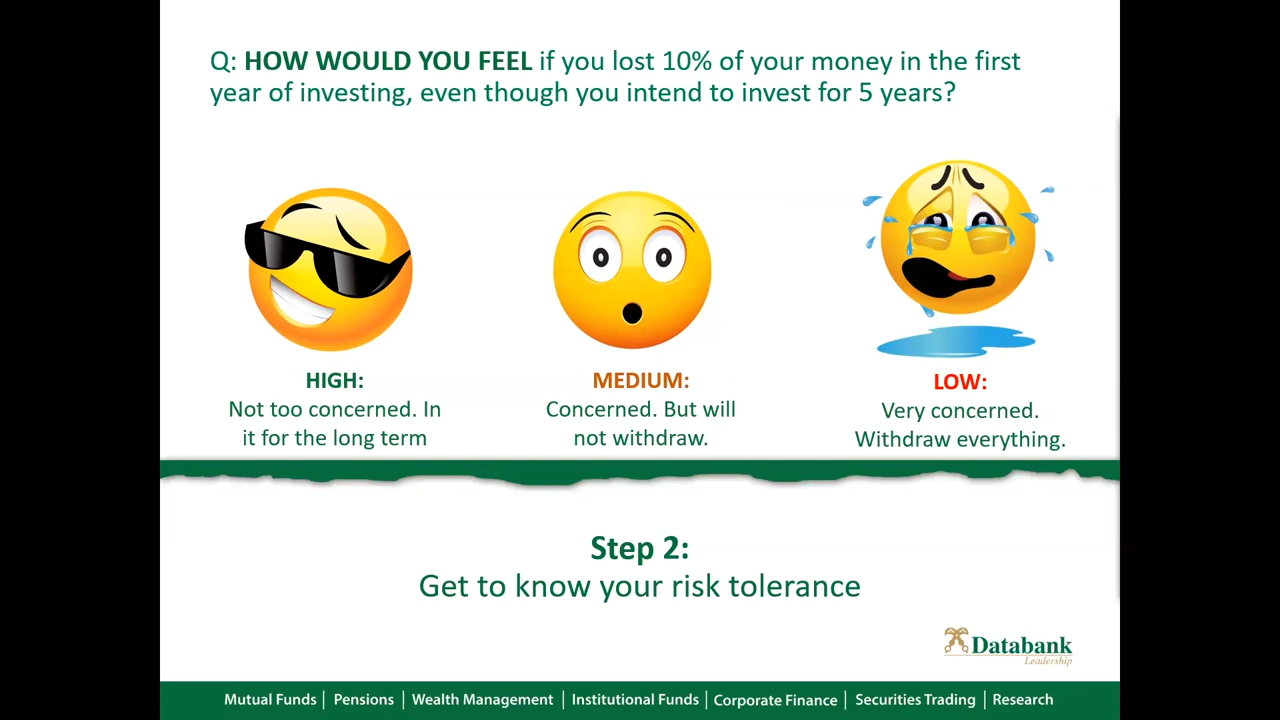 Q: HOW WOULD YOU FEEL if you lost 10% of your money in the first
year of investing, even though you intend to invest for 5 years?
HIGH:
Not too concerned. In
it for the long term
MEDIUM:
Concerned. But will
not withdraw.
LOW:
Very concerned.
Withdraw everything.
Step 2:
Get to know your risk tolerance
Databank
Leadership
Mutual Funds | Pensions | Wealth Management | Institutional Funds | Corporate Finance | Securities Trading | Research